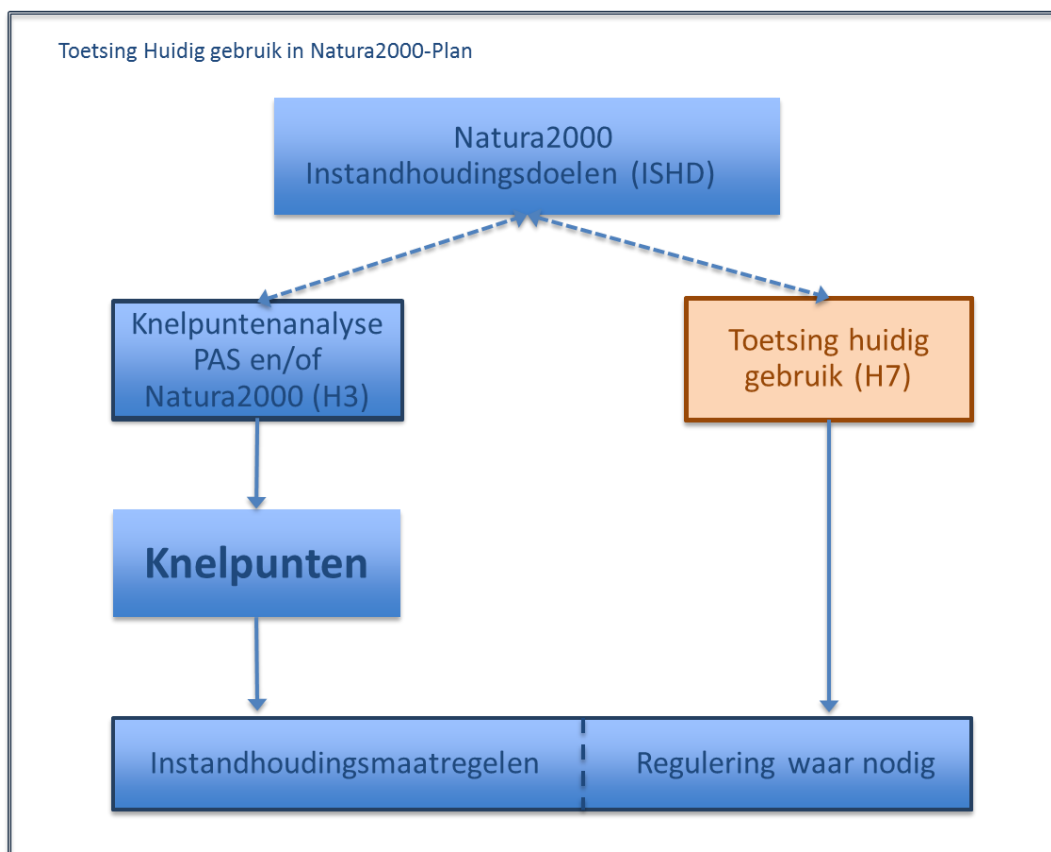 Toetsing Huidig gebruik in Natura2000-Plan
Natura2000
Instandhoudingsdoelen (ISHD)
Knelpuntenanalyse
PAS en/of
Natura2000 (H3)
Toetsing huidig
gebruik (H7)
Knelpunten
Instandhoudingsmaatregelen
Regulering waar nodig